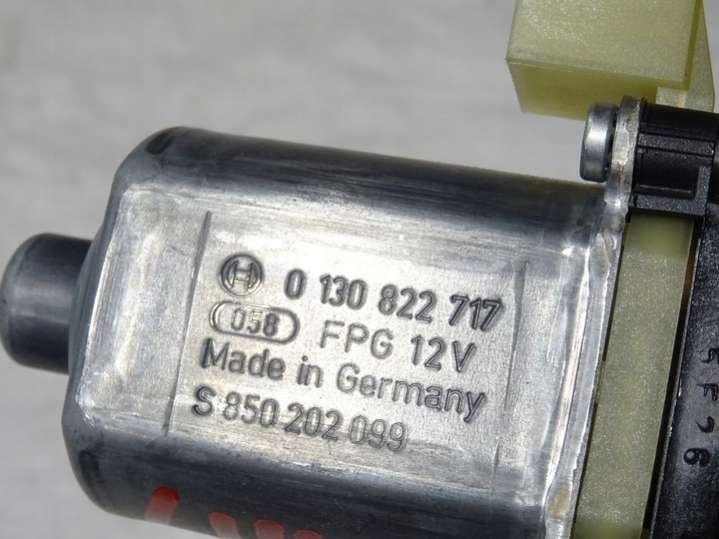 0 130 822 717
058 FPG 12V
Made in Germany
S 850 202 099